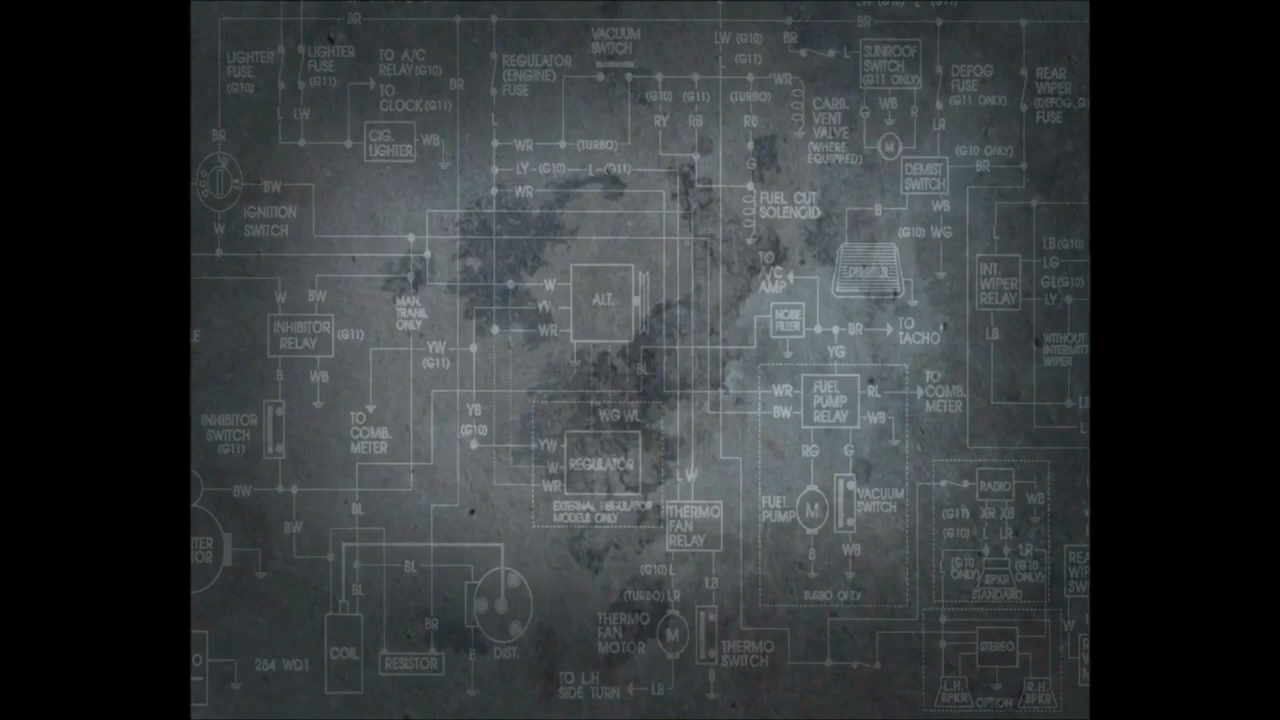 BR
BR
LIGHTER
FUSE
(G10)
LIGHTER
FUSE
(G11)
TO A/C
RELAY (G10)
TO
CLOCK (G11)
BR
REGULATOR
(ENGINE)
FUSE
VACUUM
SWITCH
LW (G10)
L (G11)
BR
L
SUNROOF
SWITCH
(G11 ONLY)
DEFOG
FUSE
(G11 ONLY)
REAR
WIPER
FUSE
L
LW
CIG.
LIGHTER
WB
L
(G10)
(G11)
(TURBO)
WR
RY
RB
RB
CARB.
VENT
VALVE
(WHERE
EQUIPPED)
G
WB
R
M
LR
(G10 ONLY)
BR
BR
WR
(TURBO)
LY
(G10)
L
(G11)
WR
G
DEMIST
SWITCH
BW
IGNITION
SWITCH
W
FUEL CUT
SOLENOID
B
WB
(G10) WG
L
LB (G10)
LG
GL (G10)
LY
W
BW
INHIBITOR
RELAY
(G11)
MAN.
TRANS.
ONLY
W
YW
WR
ALT.
TO
A/C
AMP
INT.
WIPER
RELAY
NOISE
FILTER
BR
TO
TACHO
LB
WITHOUT
WIPER
YW
(G11)
YG
B
WB
BL
WR
BW
FUEL
PUMP
RELAY
RL
WB
TO
COMB.
METER
INHIBITOR
SWITCH
(G11)
TO
COMB.
METER
YB
(G10)
WG WL
YW
W
WR
REGULATOR
EXTERNAL REGULATOR
MODELS ONLY
RG
G
BW
BL
BW
L W
THERMO
FAN
RELAY
FUEL
PUMP
M
VACUUM
SWITCH
B
WB
TURBO ONLY
RADIO
WB
(G11)
XR XB
(G10)
L
LR
LR
(G10
ONLY)
SPKR
(G10
ONLY)
STANDARD
BL
BL
(G10) L
(TURBO) LR
LB
BR
DIST.
B
THERMO
FAN
MOTOR
M
THERMO
SWITCH
B
W
264 WD1
COIL
RESISTOR
TO L.H
SIDE TURN
LB
STEREO
L.H.
SPKR
OPTION
R.H.
SPKR